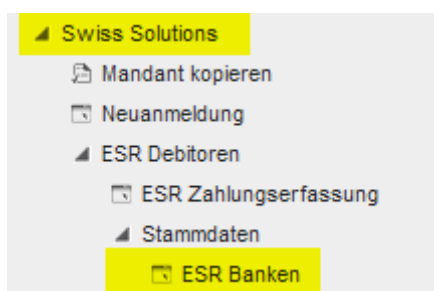 Swiss Solutions
Mandant kopieren
Neuanmeldung
ESR Debitoren
ESR Zahlungserfassung
Stammdaten
ESR Banken